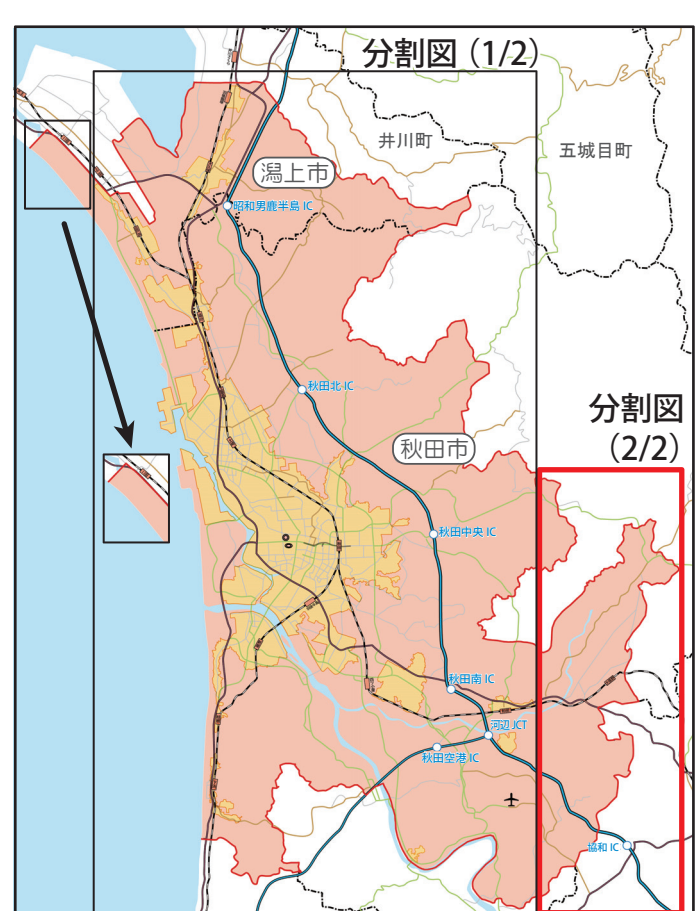 分割図（1/2）
井川町
五城目町
潟上市
昭和男鹿半島 IC
秋田北 IC
分割図
（2/2）
秋田市
秋田中央 IC
秋田南 IC
河辺 JCT
秋田空港 IC
協和 IC